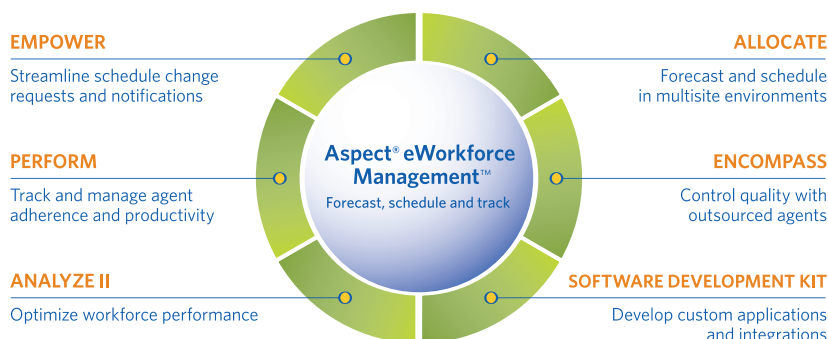 EMPOWER
Streamline schedule change
requests and notifications
PERFORM
Track and manage agent
adherence and productivity
ANALYZE II
Optimize workforce performance
Aspect® eWorkforce
Management™
Forecast, schedule and track
ALLOCATE
Forecast and schedule
in multisite environments
ENCOMPASS
Control quality with
outsourced agents
SOFTWARE DEVELOPMENT KIT
Develop custom applications
and integrations